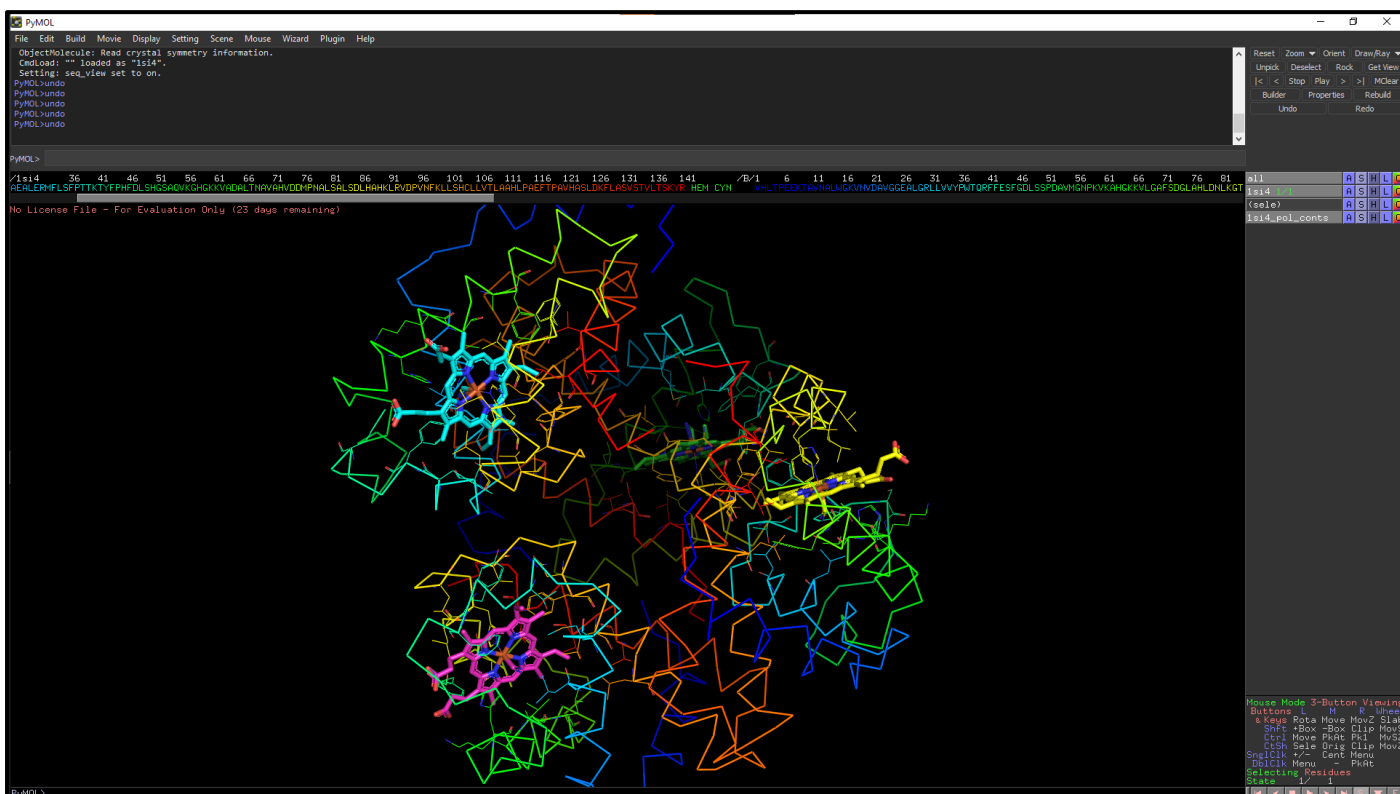 PyMOL
File Edit Build Movie Display Setting Scene Mouse Wizard Plugin Help
ObjectMolecule: Read crystal symmetry information.
CmdLoad: "" loaded as "1si4".
Setting: seq_view set to on.
PyMOL>undo
PyMOL>undo
PyMOL>undo
PyMOL>undo
PyMOL>undo
PyMOL>
Reset Zoom Orient Draw/Ray
Unpick Deselect Rock Get View
|< < Stop Play > >| MClear
Builder Properties Rebuild
Undo Redo
/1si4 36 41 46 51 56 61 66 71 76 81 86 91 96 101 106 111 116 121 126 131 136 141 /B/1 6 11 16 21 26 31 36 41 46 51 56 61 66 71 76 81
AEALERMFLSFPTTKTYFPHFDLSHGSAQVKGHGKKVADALTNAVAHVDDMPNALSALSDLHAHKLRVDPVNFKLLSHCLLVTLAAHLPAEFTPAVHASLDKFLASVSTVLTSKYR HEM CYN VHLTPEEKTAVNALWGKVNVDAVGGEALGRLLVVYPWTQRFFESFGDLSSPDAVMGNPKVKAHGKKVLGAFSDGLAHLDNLKGT
No License File - For Evaluation Only (23 days remaining)
all A S H L
1si4 1/1 A S H L
(sele) A S H L
1si4_pol_conts A S H L
Mouse Mode 3-Button Viewing
Buttons L M R Wheel
& Keys Rota Move MovZ Slab
Shft +Box -Box Clip MovS
Ctrl Move PkAt Pk1 MvSZ
CtSh Sele Orig Clip MovZ
SnglClk +/- Cent Menu
DblClk Menu - PkAt
Selecting Residues
State 1/ 1
PyMOL>